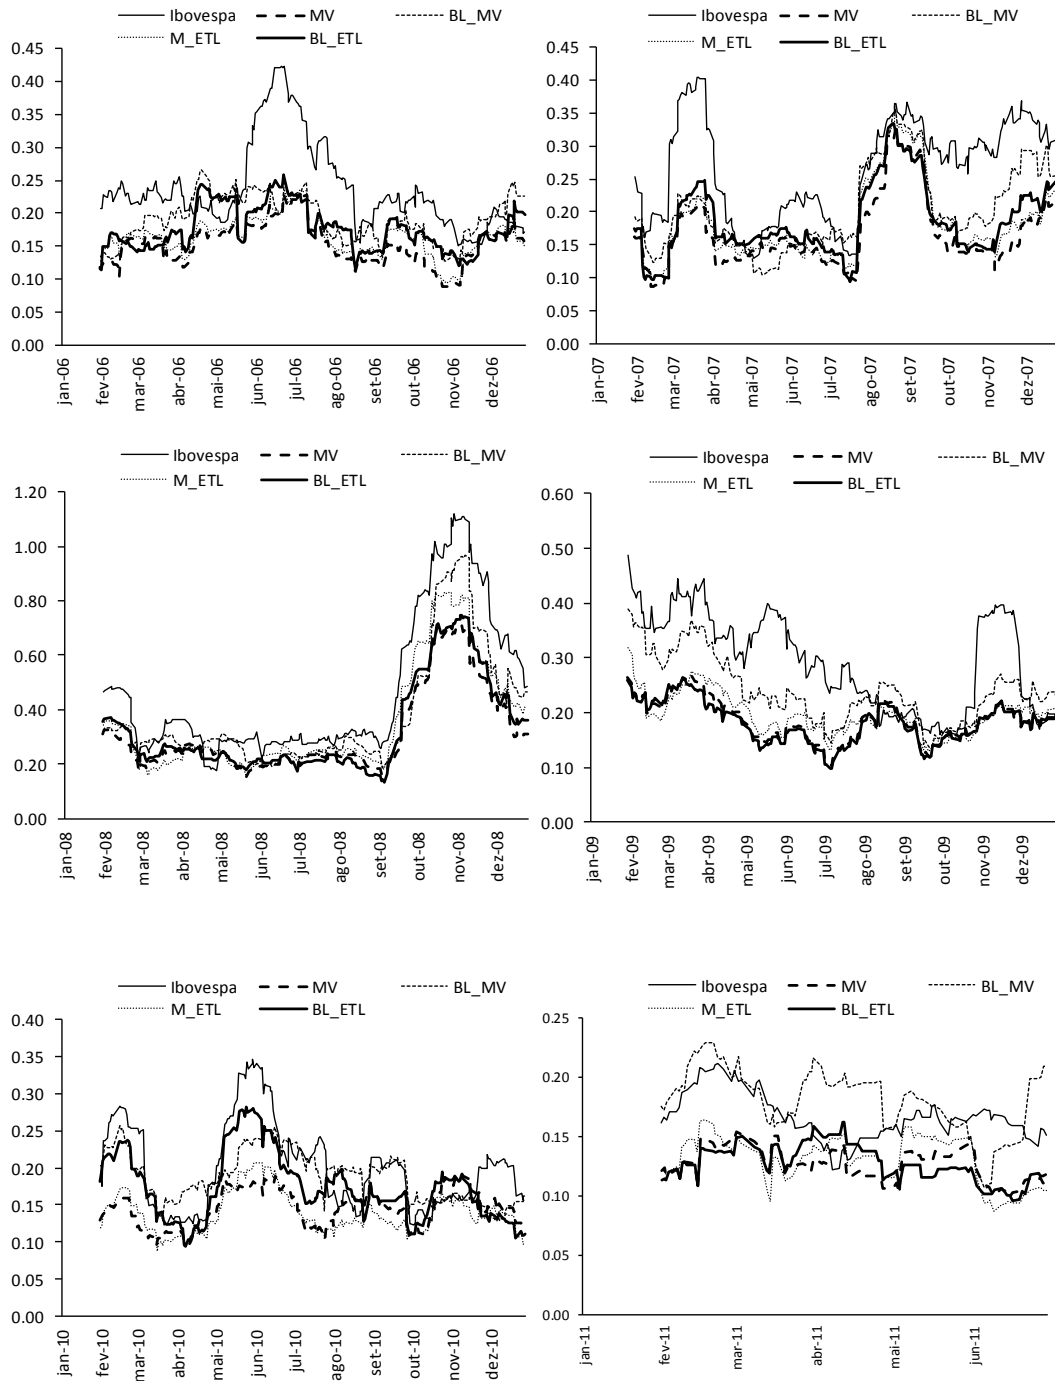 Ibovespa MV BL_MV
M_ETL BL_ETL
0.45
0.40
0.35
0.30
0.25
0.20
0.15
0.10
0.05
0.00
jan-06 fev-06 mar-06 abr-06 mai-06 jun-06 jul-06 ago-06 set-06 out-06 nov-06 dez-06
Ibovespa MV BL_MV
M_ETL BL_ETL
0.45
0.40
0.35
0.30
0.25
0.20
0.15
0.10
0.05
0.00
jan-07 fev-07 mar-07 abr-07 mai-07 jun-07 jul-07 ago-07 set-07 out-07 nov-07 dez-07
Ibovespa MV BL_MV
M_ETL BL_ETL
1.20
1.00
0.80
0.60
0.40
0.20
0.00
jan-08 fev-08 mar-08 abr-08 mai-08 jun-08 jul-08 ago-08 set-08 out-08 nov-08 dez-08
Ibovespa MV BL_MV
M_ETL BL_ETL
0.60
0.50
0.40
0.30
0.20
0.10
0.00
jan-09 fev-09 mar-09 abr-09 mai-09 jun-09 jul-09 ago-09 set-09 out-09 nov-09 dez-09
Ibovespa MV BL_MV
M_ETL BL_ETL
0.40
0.35
0.30
0.25
0.20
0.15
0.10
0.05
0.00
jan-10 fev-10 mar-10 abr-10 mai-10 jun-10 jul-10 ago-10 set-10 out-10 nov-10 dez-10
Ibovespa MV BL_MV
M_ETL BL_ETL
0.25
0.20
0.15
0.10
0.05
0.00
jan-11 fev-11 mar-11 abr-11 mai-11 jun-11